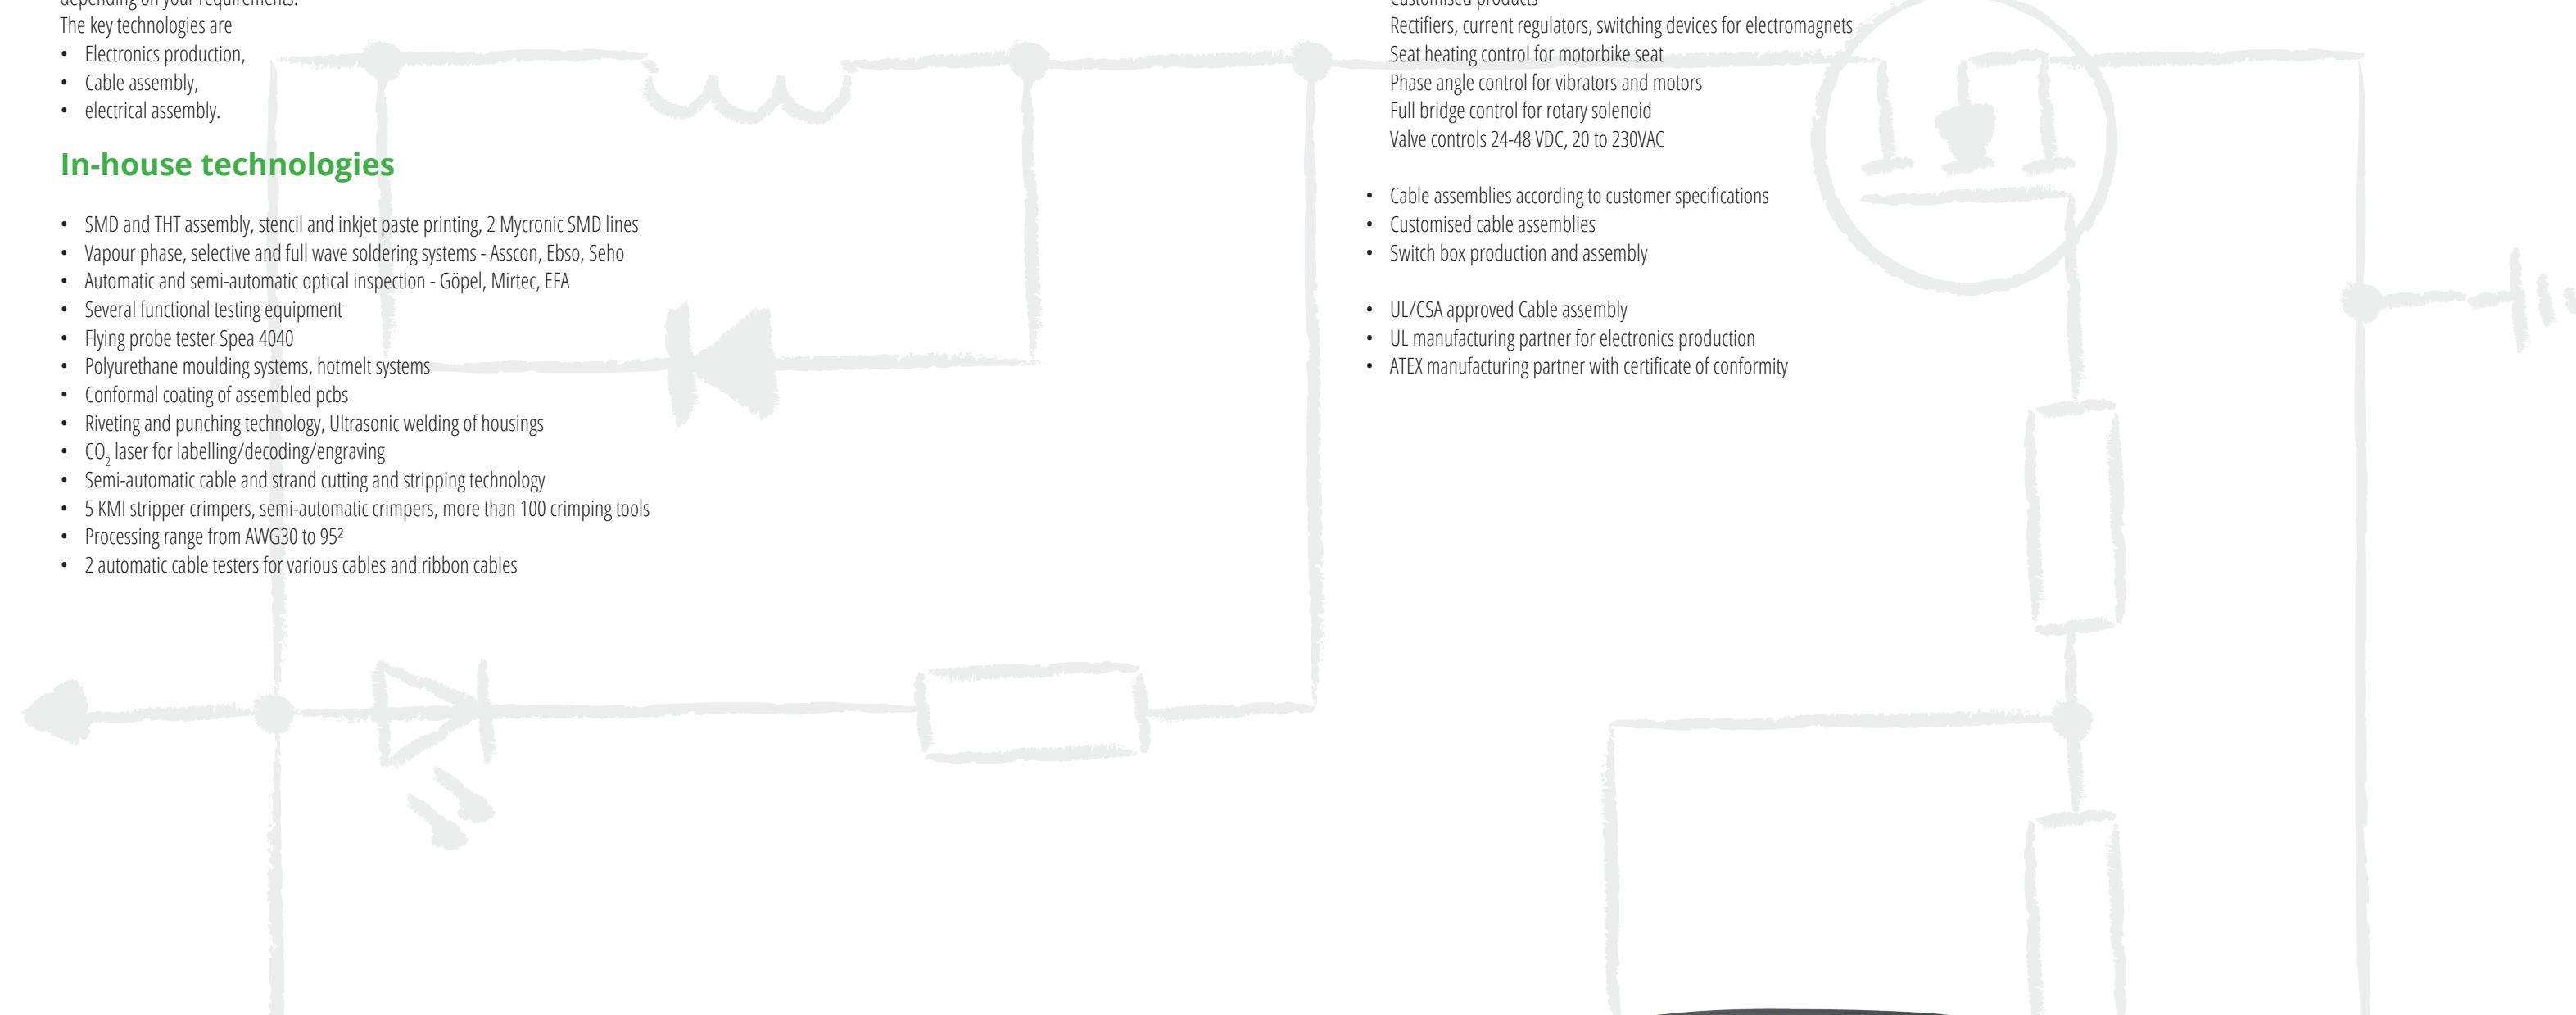 depending on your requirements.
The key technologies are
• Electronics production,
• Cable assembly,
• electrical assembly.
In-house technologies
• SMD and THT assembly, stencil and inkjet paste printing, 2 Mycronic SMD lines
• Vapour phase, selective and full wave soldering systems - Asscon, Ebso, Seho
• Automatic and semi-automatic optical inspection - Göpel, Mirtec, EFA
• Several functional testing equipment
• Flying probe tester Spea 4040
• Polyurethane moulding systems, hotmelt systems
• Conformal coating of assembled pcbs
• Riveting and punching technology, Ultrasonic welding of housings
• CO₂ laser for labelling/decoding/engraving
• Semi-automatic cable and strand cutting and stripping technology
• 5 KMI stripper crimpers, semi-automatic crimpers, more than 100 crimping tools
• Processing range from AWG30 to 95²
• 2 automatic cable testers for various cables and ribbon cables
Customised products
Rectifiers, current regulators, switching devices for electromagnets
Seat heating control for motorbike seat
Phase angle control for vibrators and motors
Full bridge control for rotary solenoid
Valve controls 24-48 VDC, 20 to 230VAC
• Cable assemblies according to customer specifications
• Customised cable assemblies
• Switch box production and assembly
• UL/CSA approved Cable assembly
• UL manufacturing partner for electronics production
• ATEX manufacturing partner with certificate of conformity